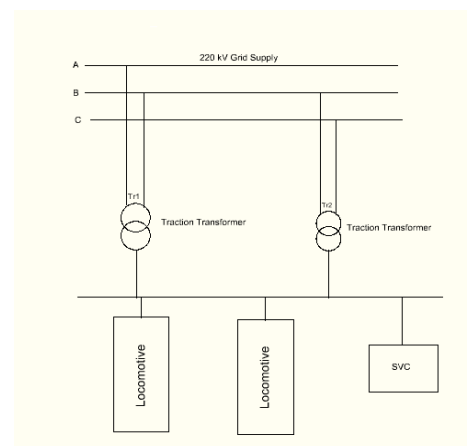 220 kV Grid Supply
A
B
C
Tr1
Tr2
Traction Transformer
Traction Transformer
Locomotive
Locomotive
SVC